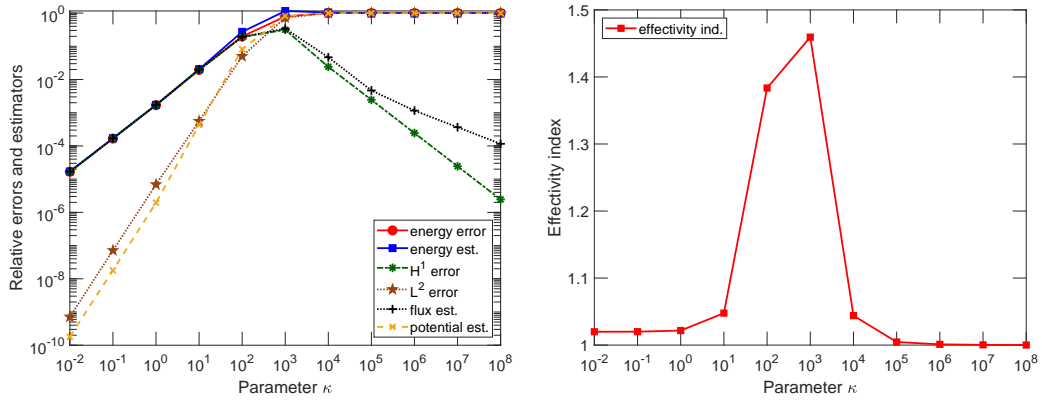 Relative errors and estimators
10^0
10^-2
10^-4
10^-6
10^-8
10^-10
energy error
energy est.
H^1 error
L^2 error
flux est.
potential est.
10^-2 10^-1 10^0 10^1 10^2 10^3 10^4 10^5 10^6 10^7 10^8
Parameter κ
Effectivity index
1.5
1.4
1.3
1.2
1.1
1
effectivity ind.
10^-2 10^-1 10^0 10^1 10^2 10^3 10^4 10^5 10^6 10^7 10^8
Parameter κ